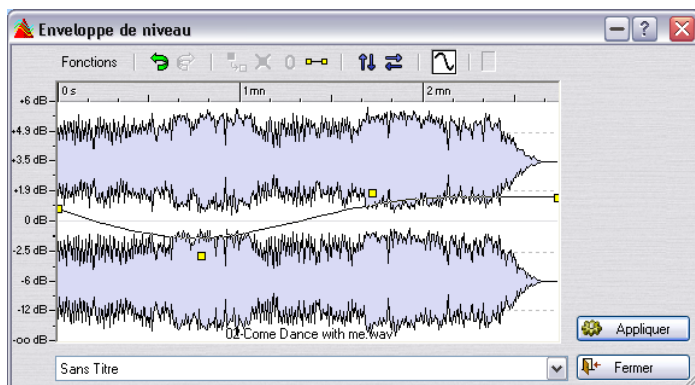 Enveloppe de niveau
Fonctions
0
0 s
1mn
2mn
+6 dB
+4.9 dB
+3.5 dB
+1.9 dB
0 dB
-2.5 dB
-6 dB
-12 dB
-oo dB
02-Come Dance with me.wav
Sans Titre
Appliquer
Fermer